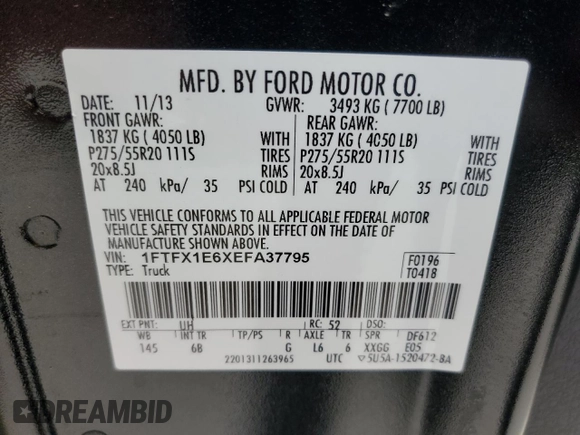 MFD. BY FORD MOTOR CO.
DATE: 11/13 GVWR: 3493 KG (7700 LB)
FRONT GAWR: REAR GAWR:
1837 KG (4050 LB) WITH 1837 KG (4050 LB) WITH
P275/55R20 111S TIRES P275/55R20 111S TIRES
20x8.5J RIMS 20x8.5J RIMS
AT 240 kPa/ 35 PSI COLD AT 240 kPa/ 35 PSI COLD
THIS VEHICLE CONFORMS TO ALL APPLICABLE FEDERAL MOTOR
VEHICLE SAFETY STANDARDS IN EFFECT ON THE DATE OF
MANUFACTURE SHOWN ABOVE.
VIN: 1FTFX1E6XEFA37795 F0196
TYPE: Truck T0418
EXT PNT: UH RC: 52 DSO:
WB INT TR TP/PS R AXLE TR SPR DF612
145 6B G L6 6 XXGG E05
2201311263965 UTC ▽5U5A-1520472-BA
DREAMBID